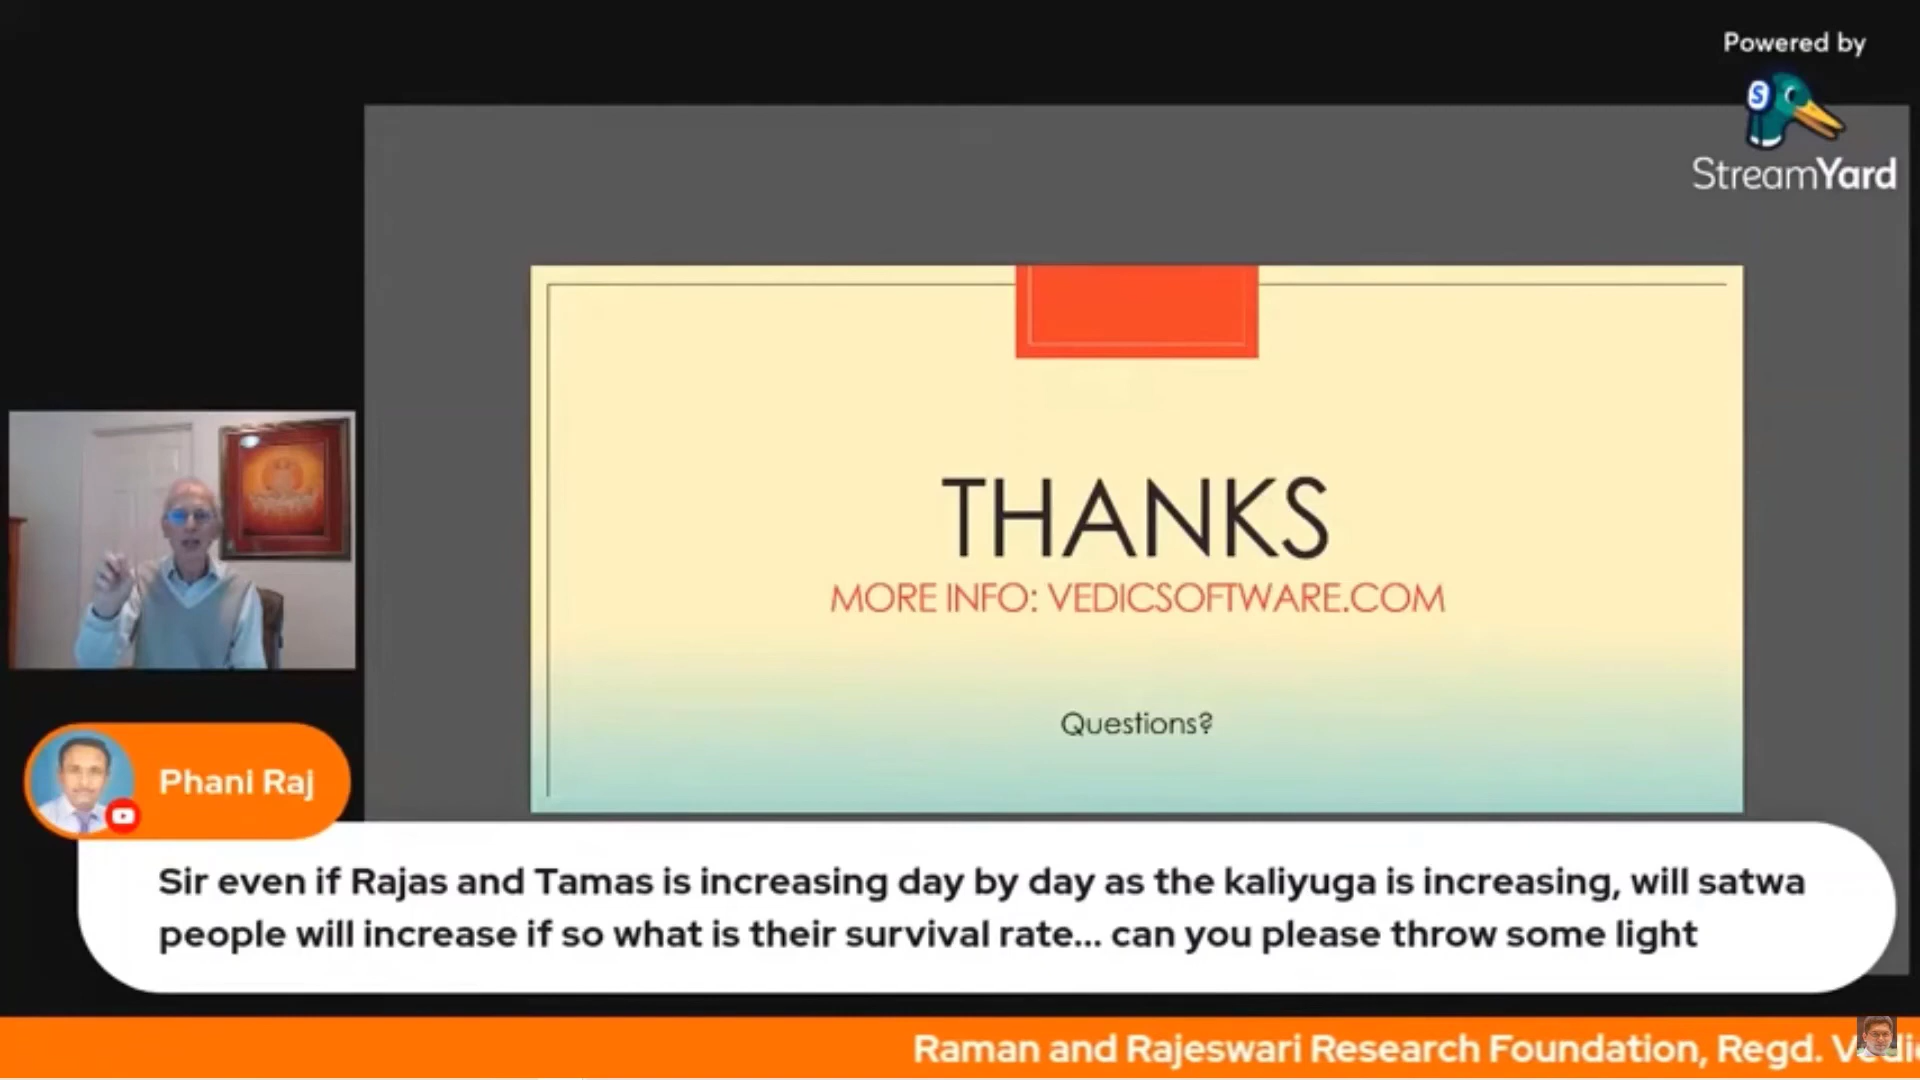 Powered by
S
StreamYard
THANKS
MORE INFO: VEDICSOFTWARE.COM
Questions?
Phani Raj
Sir even if Rajas and Tamas is increasing day by day as the kaliyuga is increasing, will satwa
people will increase if so what is their survival rate... can you please throw some light
Raman and Rajeswari Research Foundation, Regd.